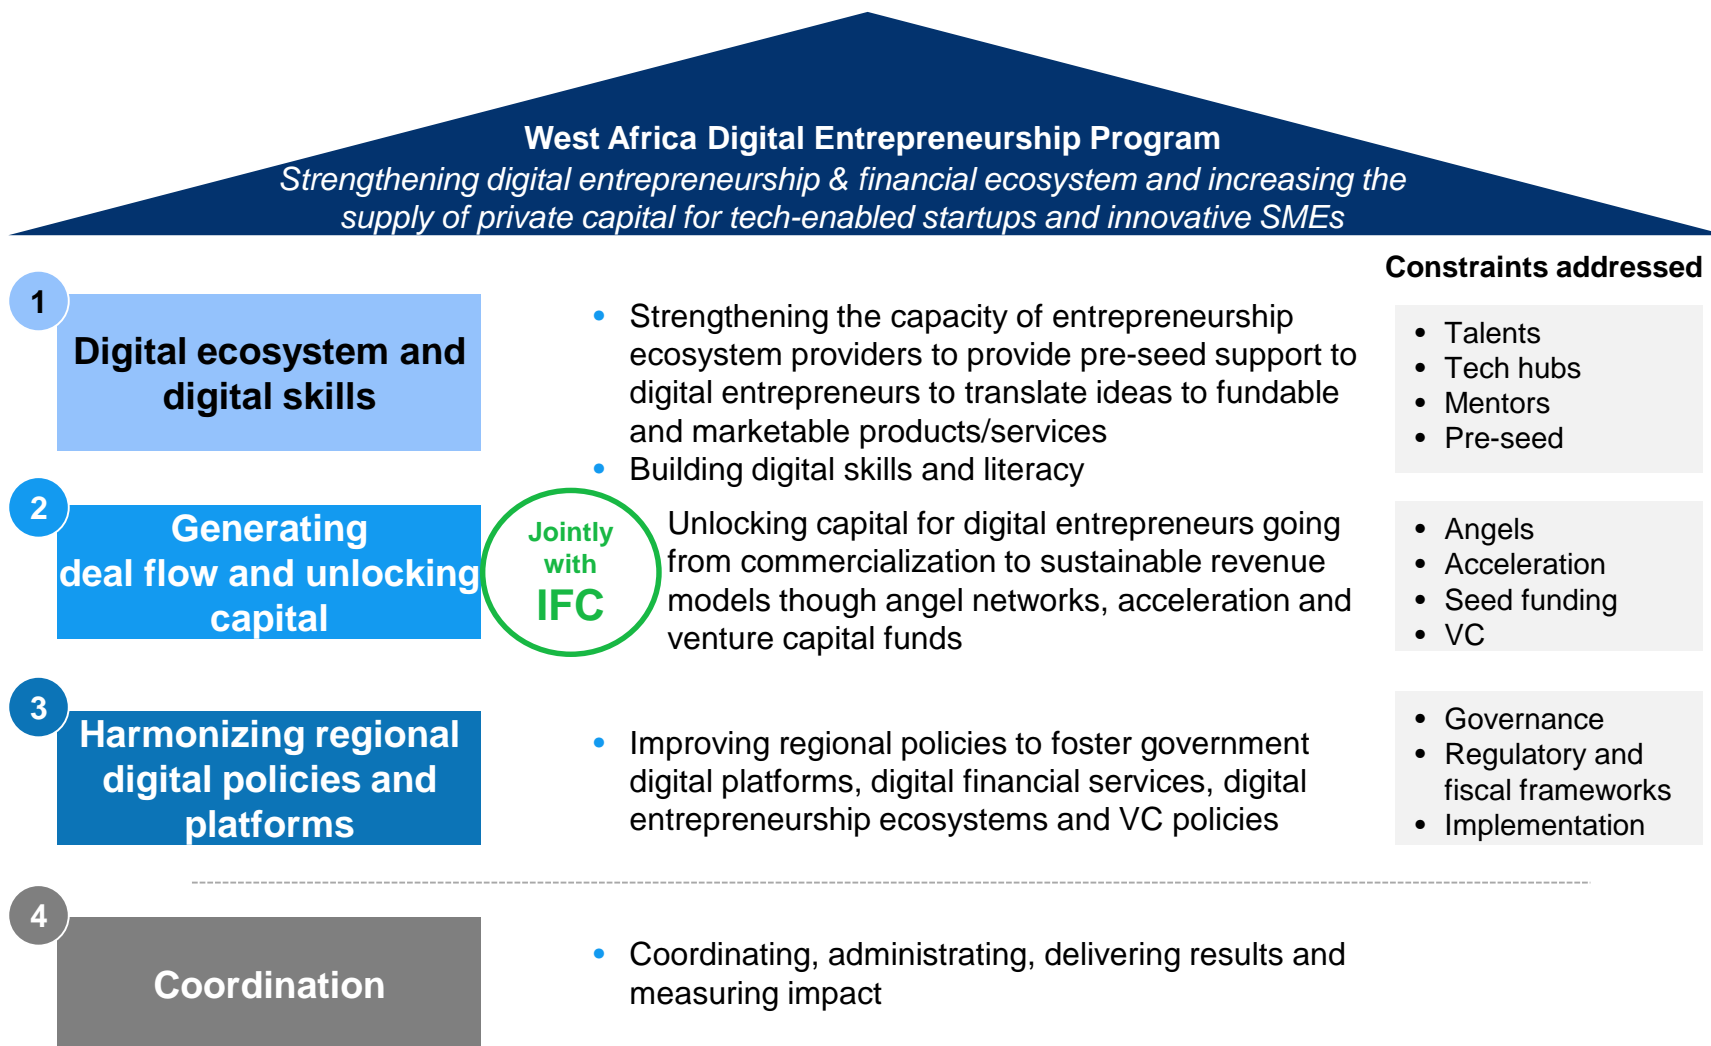 West Africa Digital Entrepreneurship Program
Strengthening digital entrepreneurship & financial ecosystem and increasing the
supply of private capital for tech-enabled startups and innovative SMEs
Constraints addressed
1
Digital ecosystem and
digital skills
• Strengthening the capacity of entrepreneurship
ecosystem providers to provide pre-seed support to
digital entrepreneurs to translate ideas to fundable
and marketable products/services
• Building digital skills and literacy
• Talents
• Tech hubs
• Mentors
• Pre-seed
2
Generating
deal flow and unlocking
capital
Jointly
with
IFC
Unlocking capital for digital entrepreneurs going
from commercialization to sustainable revenue
models though angel networks, acceleration and
venture capital funds
• Angels
• Acceleration
• Seed funding
• VC
3
Harmonizing regional
digital policies and
platforms
• Improving regional policies to foster government
digital platforms, digital financial services, digital
entrepreneurship ecosystems and VC policies
• Governance
• Regulatory and
fiscal frameworks
• Implementation
4
Coordination
• Coordinating, administrating, delivering results and
measuring impact